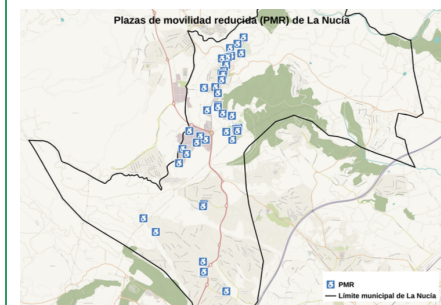 Plazas de movilidad reducida (PMR) de La Nucía
PMR
Límite municipal de La Nucía